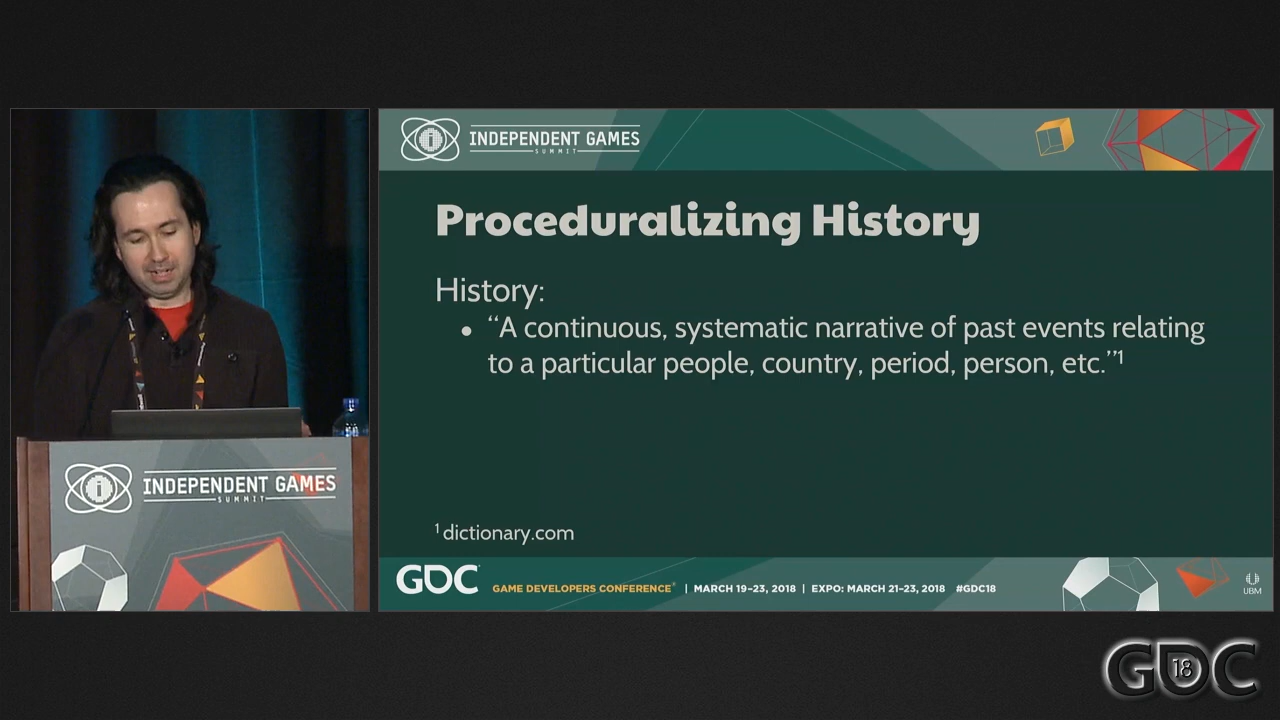 INDEPENDENT GAMES
SUMMIT
Proceduralizing History
History:
• “A continuous, systematic narrative of past events relating
to a particular people, country, period, person, etc.”¹
¹ dictionary.com
GDC
GAME DEVELOPERS CONFERENCE® | MARCH 19–23, 2018 | EXPO: MARCH 21–23, 2018 #GDC18
UBM
INDEPENDENT GAMES
SUMMIT
GDC
18